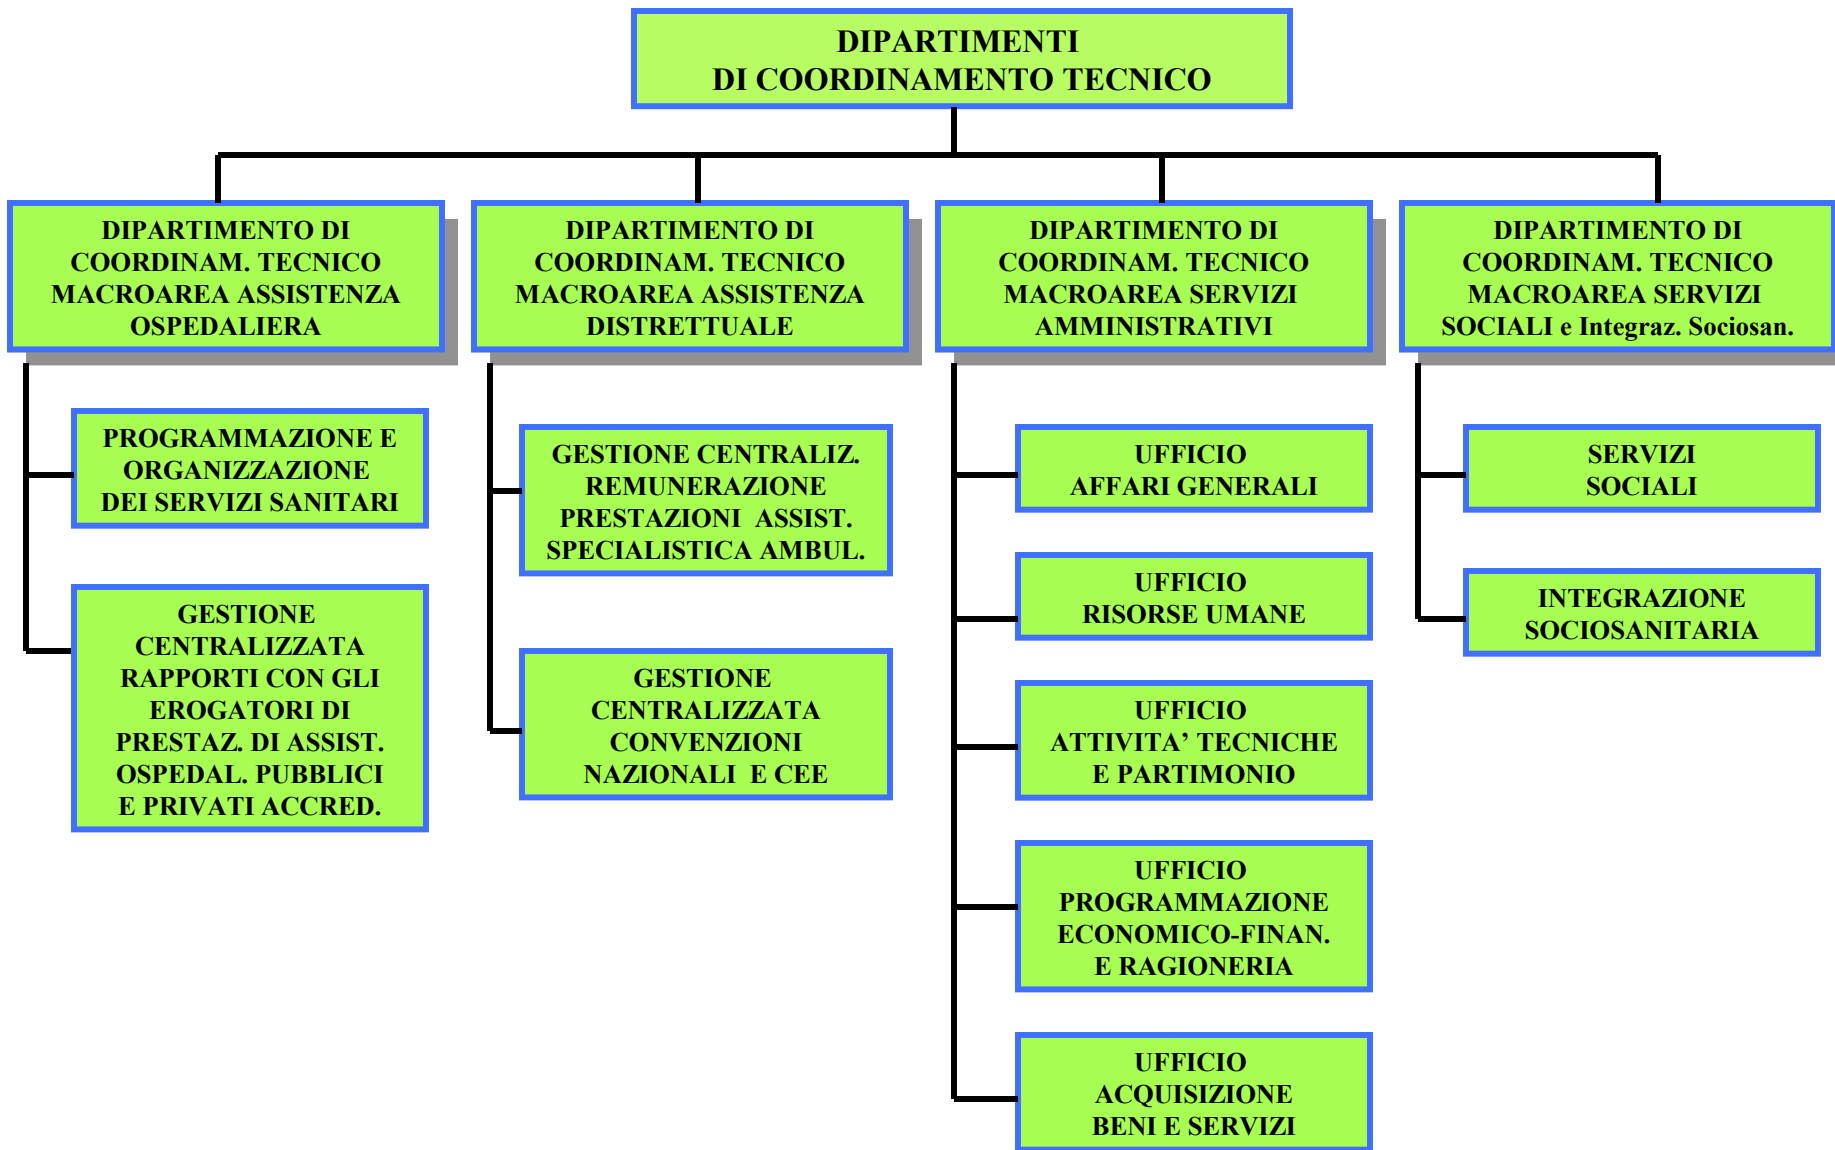 DIPARTIMENTI
DI COORDINAMENTO TECNICO
DIPARTIMENTO DI
COORDINAM. TECNICO
MACROAREA ASSISTENZA
OSPEDALIERA
PROGRAMMAZIONE E
ORGANIZZAZIONE
DEI SERVIZI SANITARI
GESTIONE
CENTRALIZZATA
RAPPORTI CON GLI
EROGATORI DI
PRESTAZ. DI ASSIST.
OSPEDAL. PUBBLICI
E PRIVATI ACCRED.
DIPARTIMENTO DI
COORDINAM. TECNICO
MACROAREA ASSISTENZA
DISTRETTUALE
GESTIONE CENTRALIZ.
REMUNERAZIONE
PRESTAZIONI ASSIST.
SPECIALISTICA AMBUL.
GESTIONE
CENTRALIZZATA
CONVENZIONI
NAZIONALI E CEE
DIPARTIMENTO DI
COORDINAM. TECNICO
MACROAREA SERVIZI
AMMINISTRATIVI
UFFICIO
AFFARI GENERALI
UFFICIO
RISORSE UMANE
UFFICIO
ATTIVITA’ TECNICHE
E PARTIMONIO
UFFICIO
PROGRAMMAZIONE
ECONOMICO-FINAN.
E RAGIONERIA
UFFICIO
ACQUISIZIONE
BENI E SERVIZI
DIPARTIMENTO DI
COORDINAM. TECNICO
MACROAREA SERVIZI
SOCIALI e Integraz. Sociosan.
SERVIZI
SOCIALI
INTEGRAZIONE
SOCIOSANITARIA